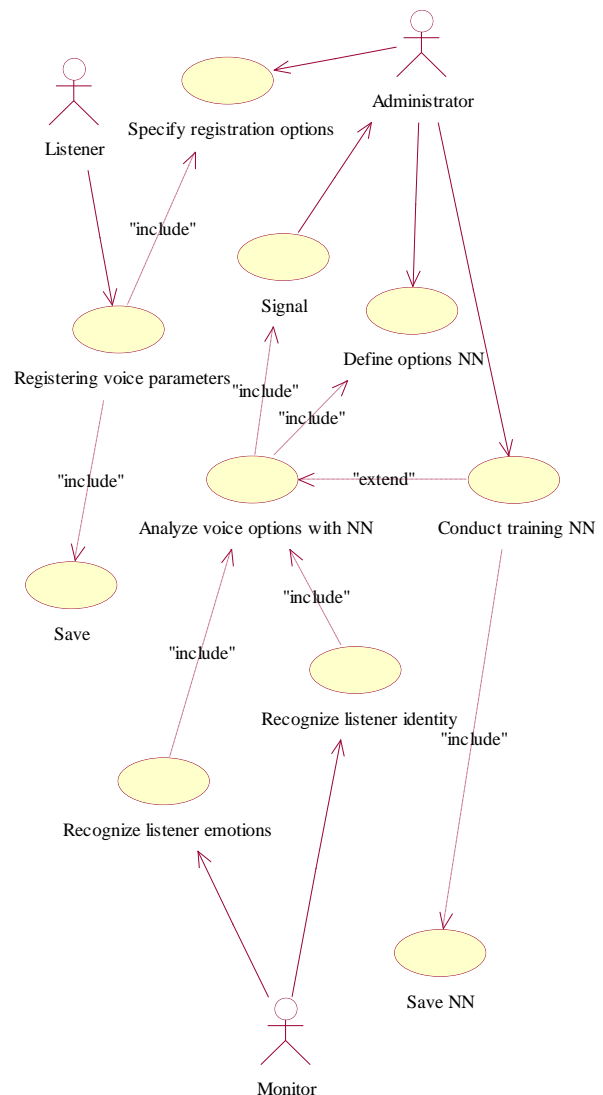 Administrator
Specify registration options
Listener
"include"
Signal
Define options NN
Registering voice parameters
"include"
"include"
"include"
"extend"
Analyze voice options with NN
Conduct training NN
"include"
Save
"include"
Recognize listener identity
"include"
Recognize listener emotions
Save NN
Monitor